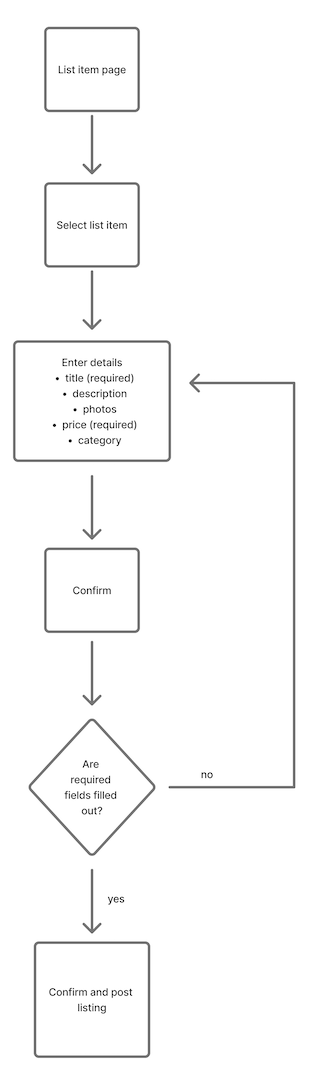 List item page
Select list item
Enter details
• title (required)
• description
• photos
• price (required)
• category
Confirm
Are
required
fields filled
out?
no
yes
Confirm and post
listing